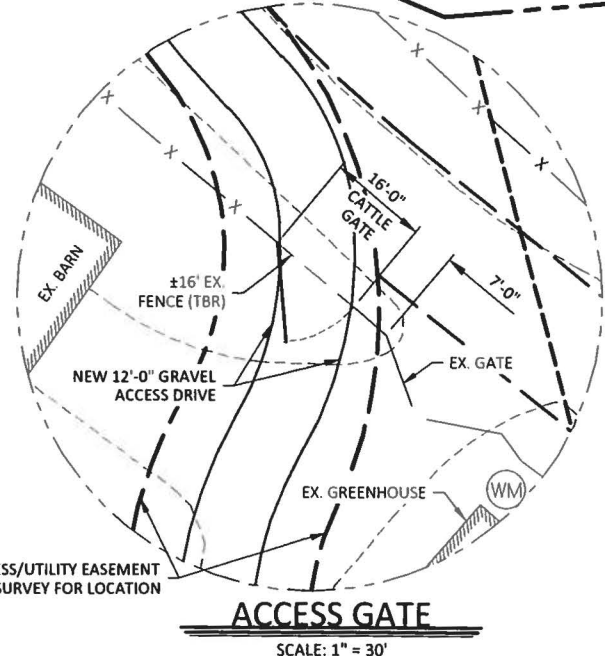 16'-0"
CATTLE
GATE
7'-0"
EX. BARN
±16' EX.
FENCE (TBR)
NEW 12'-0" GRAVEL
ACCESS DRIVE
EX. GATE
EX. GREENHOUSE
WM
ESS/UTILITY EASEMENT
SURVEY FOR LOCATION
X
X
X
X
X
ACCESS GATE
SCALE: 1" = 30'